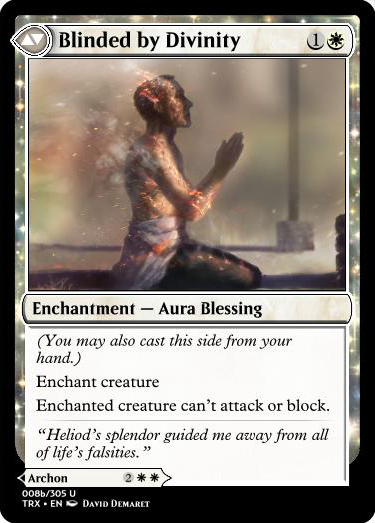 Blinded by Divinity 1
Enchantment — Aura Blessing
(You may also cast this side from your
hand.)
Enchant creature
Enchanted creature can't attack or block.
"Heliod's splendor guided me away from all
of life's falsities."
Archon 2
008b/305 U
TRX • EN David Demaret